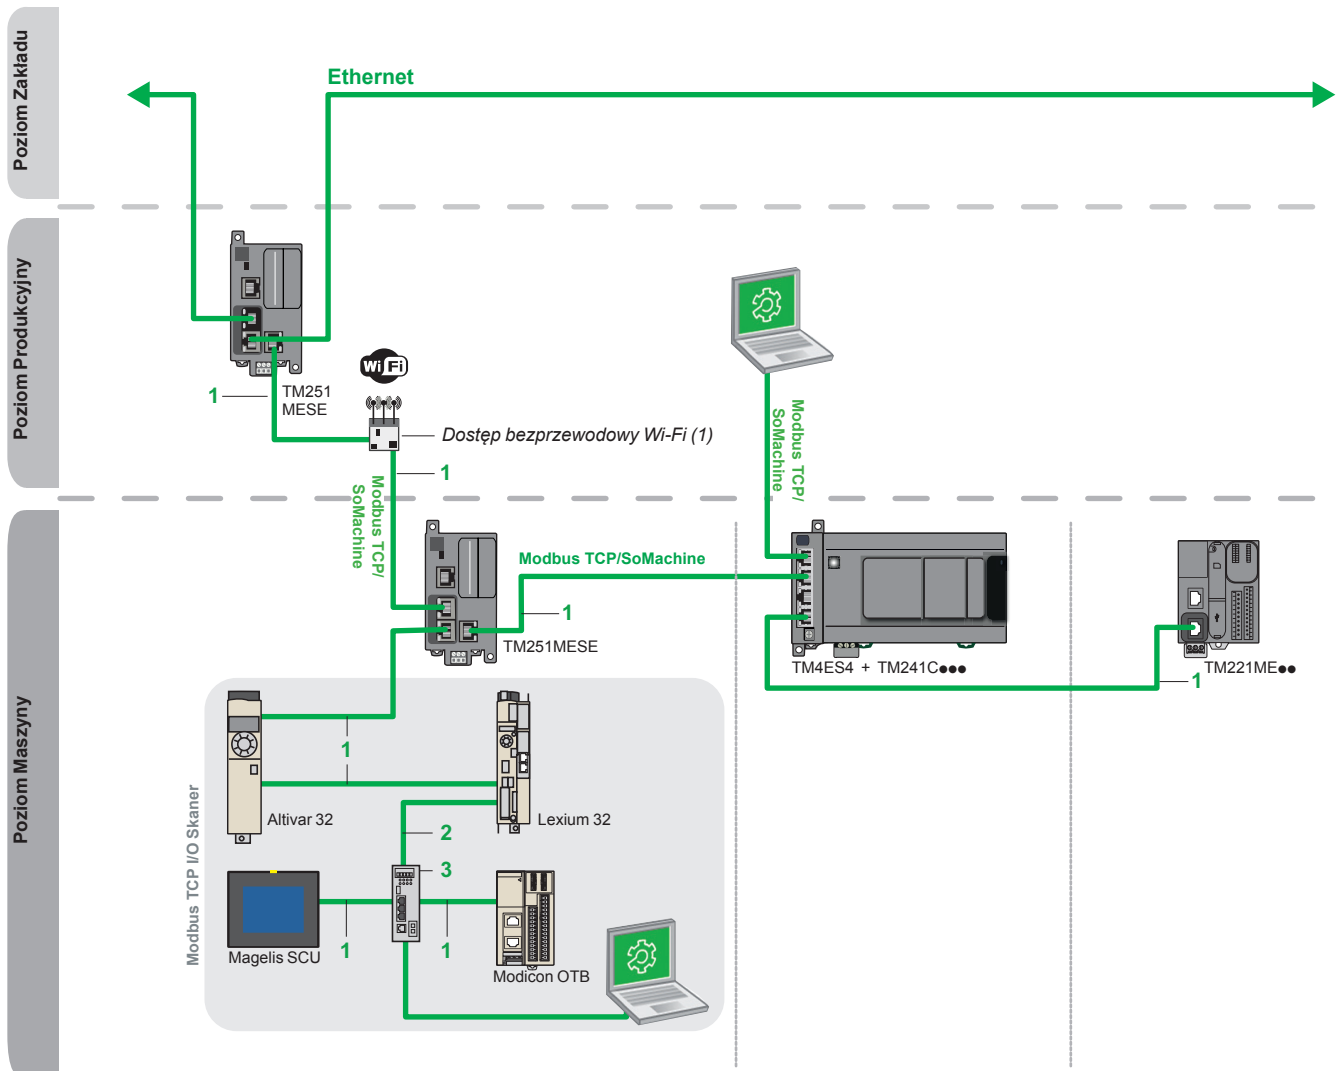 Poziom Zakładu
Ethernet
Poziom Produkcyjny
WiFi
1
TM251
MESE
Dostęp bezprzewodowy Wi-Fi (1)
1
Modbus TCP/
SoMachine
Modbus TCP/
SoMachine
Poziom Maszyny
Modbus TCP/SoMachine
1
TM251MESE
TM4ES4 + TM241C●●●
TM221ME●●
1
Modbus TCP I/O Skaner
1
Altivar 32
Lexium 32
2
3
Magelis SCU
1
1
Modicon OTB